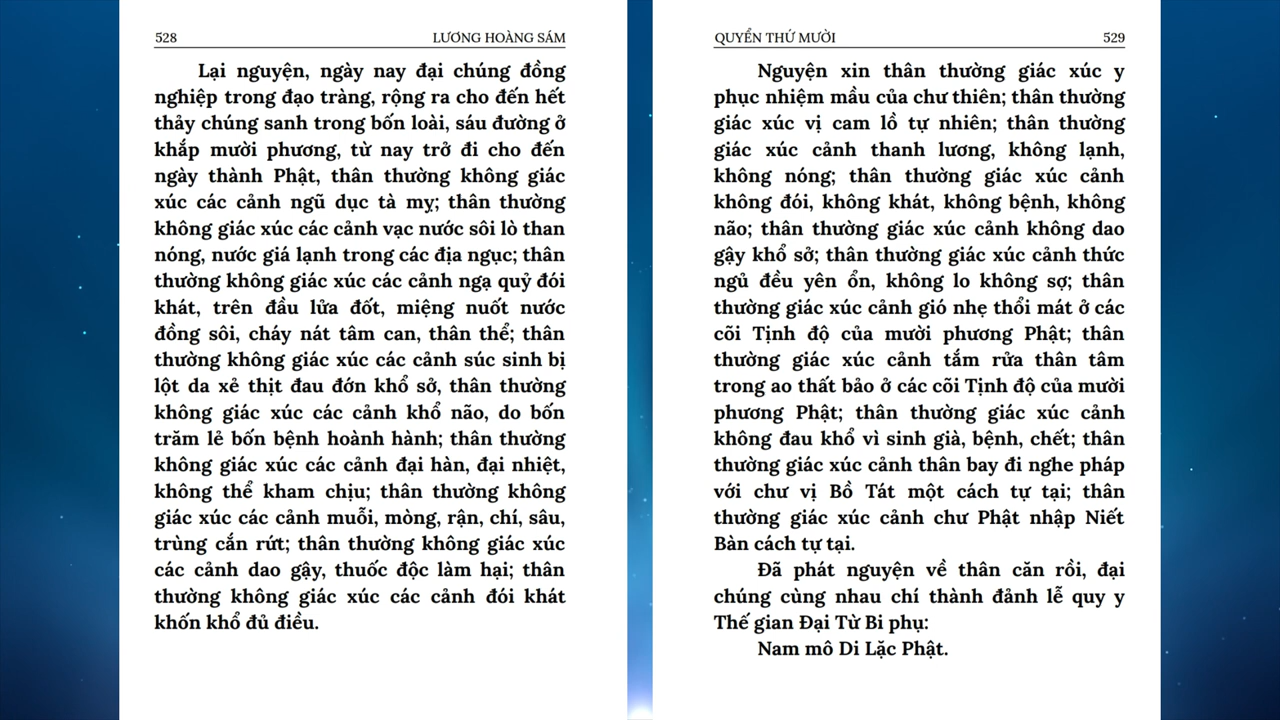 528 LƯƠNG HOÀNG SÁM
Lại nguyện, ngày nay đại chúng đồng
nghiệp trong đạo tràng, rộng ra cho đến hết
thảy chúng sanh trong bốn loài, sáu đường ở
khắp mười phương, từ nay trở đi cho đến
ngày thành Phật, thân thường không giác
xúc các cảnh ngũ dục tà mỵ; thân thường
không giác xúc các cảnh vạc nước sôi lò than
nóng, nước giá lạnh trong các địa ngục; thân
thường không giác xúc các cảnh ngạ quỷ đói
khát, trên đầu lửa đốt, miệng nuốt nước
đồng sôi, cháy nát tâm can, thân thể; thân
thường không giác xúc các cảnh súc sinh bị
lột da xẻ thịt đau đớn khổ sở, thân thường
không giác xúc các cảnh khổ não, do bốn
trăm lẻ bốn bệnh hoành hành; thân thường
không giác xúc các cảnh đại hàn, đại nhiệt,
không thể kham chịu; thân thường không
giác xúc các cảnh muỗi, mòng, rận, chí, sâu,
trùng cắn rứt; thân thường không giác xúc
các cảnh dao gậy, thuốc độc làm hại; thân
thường không giác xúc các cảnh đói khát
khốn khổ đủ điều.
QUYỂN THỨ MƯỜI 529
Nguyện xin thân thường giác xúc y
phục nhiệm mầu của chư thiên; thân thường
giác xúc vị cam lồ tự nhiên; thân thường
giác xúc cảnh thanh lương, không lạnh,
không nóng; thân thường giác xúc cảnh
không đói, không khát, không bệnh, không
não; thân thường giác xúc cảnh không dao
gậy khổ sở; thân thường giác xúc cảnh thức
ngủ đều yên ổn, không lo không sợ; thân
thường giác xúc cảnh gió nhẹ thổi mát ở các
cõi Tịnh độ của mười phương Phật; thân
thường giác xúc cảnh tắm rửa thân tâm
trong ao thất bảo ở các cõi Tịnh độ của mười
phương Phật; thân thường giác xúc cảnh
không đau khổ vì sinh già, bệnh, chết; thân
thường giác xúc cảnh thân bay đi nghe pháp
với chư vị Bồ Tát một cách tự tại; thân
thường giác xúc cảnh chư Phật nhập Niết
Bàn cách tự tại.
Đã phát nguyện về thân căn rồi, đại
chúng cùng nhau chí thành đảnh lễ quy y
Thế gian Đại Từ Bi phụ:
Nam mô Di Lặc Phật.